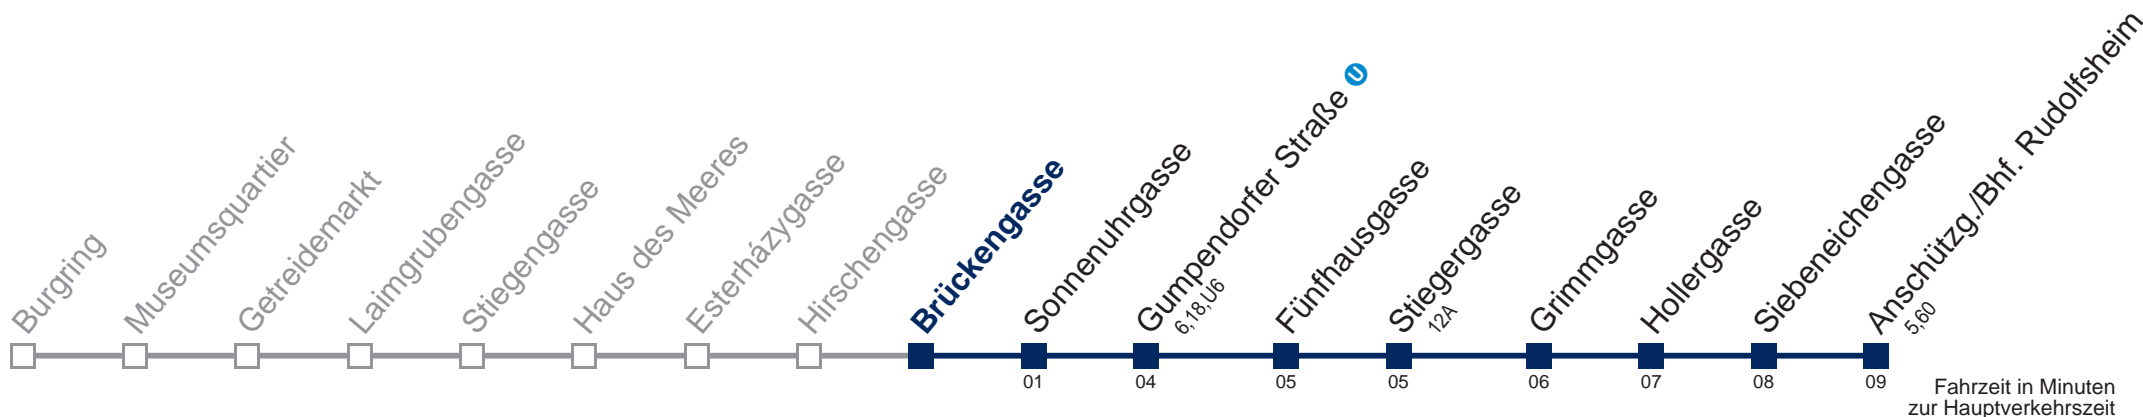 Burgring
Museumsquartier
Getreidemarkt
Laimgrubengasse
Stiegengasse
Haus des Meeres
Esterházygasse
Hirschengasse
Brückengasse
Sonnenuhrgasse
Gumpendorfer Straße U
6,18,U6
Fünfhausgasse
Stiegergasse
12A
Grimmgasse
Hollergasse
Siebeneichengasse
Anschützg./Bhf. Rudolfsheim
5,60
01 04 05 05 06 07 08 09
Fahrzeit in Minuten
zur Hauptverkehrszeit